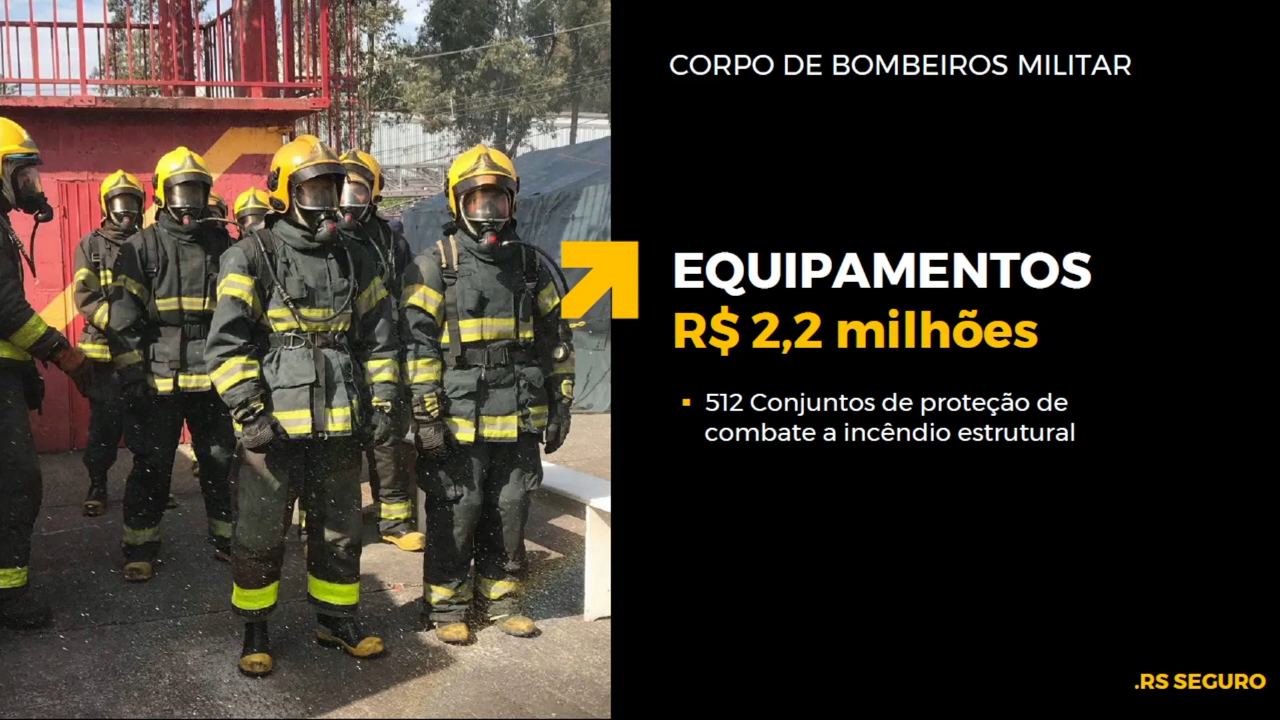 CORPO DE BOMBEIROS MILITAR
EQUIPAMENTOS
R$ 2,2 milhões
▪ 512 Conjuntos de proteção de
combate a incêndio estrutural
.RS SEGURO